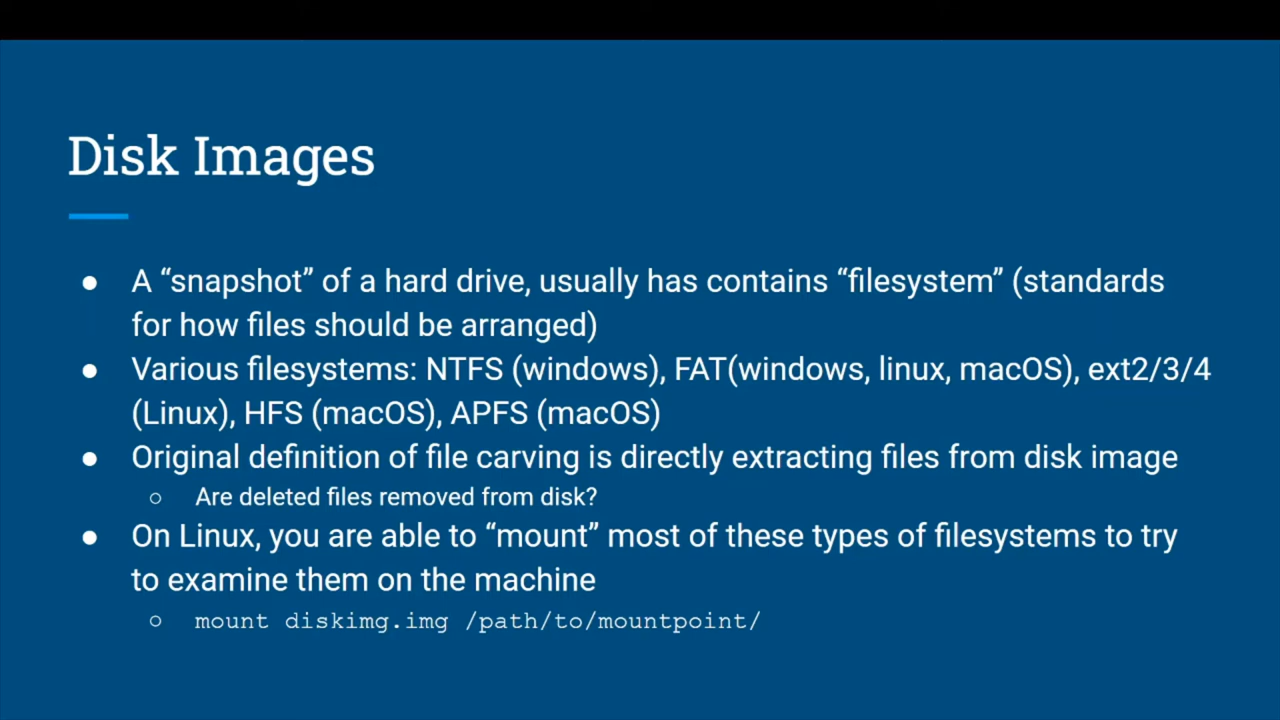 Disk Images
● A “snapshot” of a hard drive, usually has contains “filesystem” (standards
for how files should be arranged)
● Various filesystems: NTFS (windows), FAT(windows, linux, macOS), ext2/3/4
(Linux), HFS (macOS), APFS (macOS)
● Original definition of file carving is directly extracting files from disk image
○ Are deleted files removed from disk?
● On Linux, you are able to “mount” most of these types of filesystems to try
to examine them on the machine
○ mount diskimg.img /path/to/mountpoint/